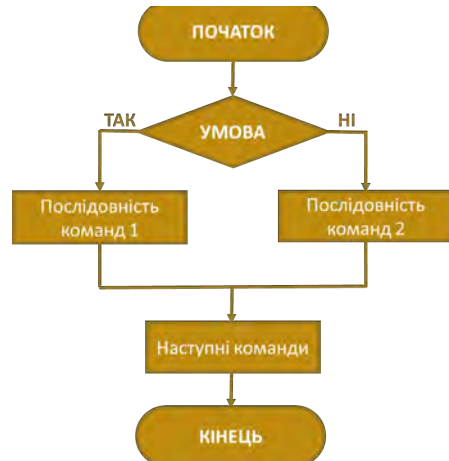 ПОЧАТОК
УМОВА
ТАК
НІ
Послідовність
команд 1
Послідовність
команд 2
Наступні команди
КІНЕЦЬ